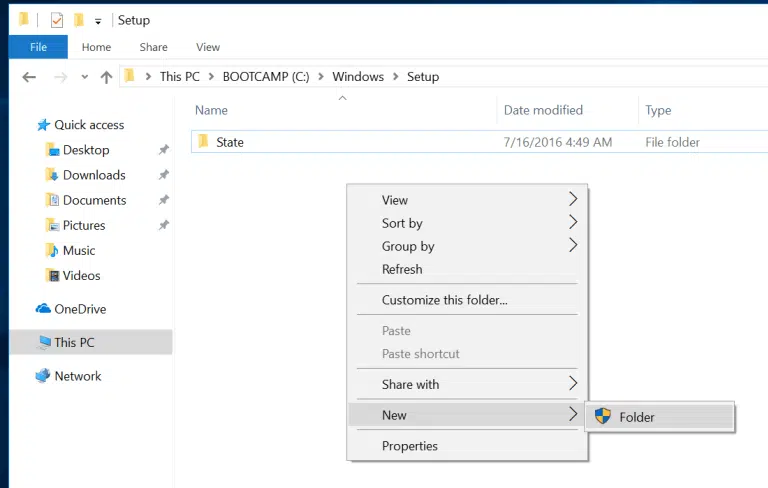 Setup
File Home Share View
This PC BOOTCAMP (C:) Windows Setup
Name Date modified Type
Quick access
State 7/16/2016 4:49 AM File folder
Desktop
Downloads
Documents
Pictures
Music
Videos
OneDrive
This PC
Network
View
Sort by
Group by
Refresh
Customize this folder...
Paste
Paste shortcut
Share with
New
Folder
Properties